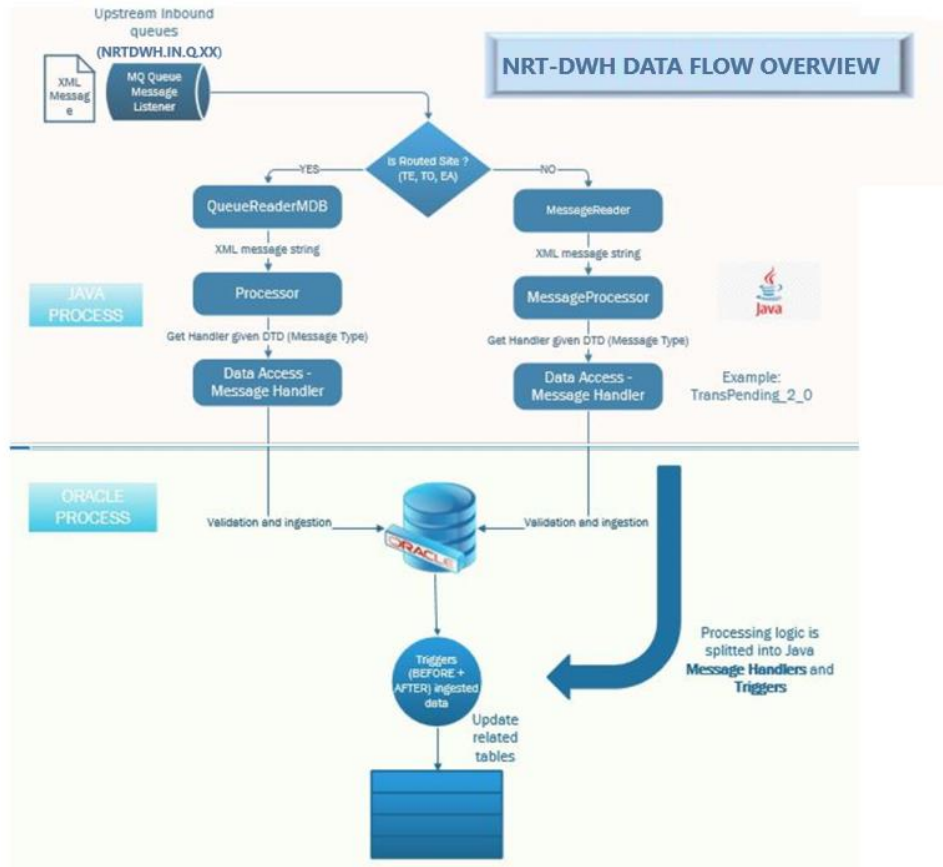 Upstream Inbound
queues
(NRTDWH.IN.Q.XX)
NRT-DWH DATA FLOW OVERVIEW
XML
Messag
e
MQ Queue
Message
Listener
Is Routed Site ?
(TE, TO, EA)
YES
NO
QueueReaderMDB
MessageReader
XML message string
XML message string
JAVA
PROCESS
Processor
MessageProcessor
Java
Get Handler given DTD (Message Type)
Get Handler given DTD (Message Type)
Data Access -
Message Handler
Data Access -
Message Handler
Example:
TransPending_2_0
ORACLE
PROCESS
Validation and ingestion
Validation and ingestion
ORACLE
Triggers
(BEFORE +
AFTER) ingested
data
Processing logic is
splitted into Java
Message Handlers and
Triggers
Update
related
tables